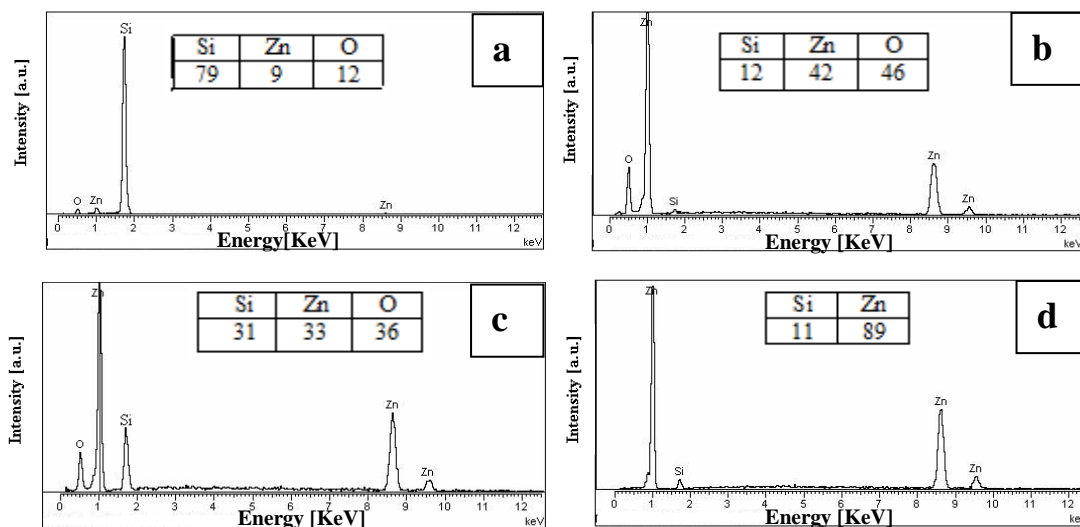 Si
a
Si Zn O
79 9 12
O
Zn
Zn
Intensity [a.u.]
0 1 2 3 4 5 6 7 8 9 10 11 12
Energy[KeV]
keV
Zn
b
Si Zn O
12 42 46
O
Si
Zn
Zn
Intensity [a.u.]
0 1 2 3 4 5 6 7 8 9 10 11 12
Energy [KeV]
keV
Zn
c
Si Zn O
31 33 36
O
Si
Zn
Zn
Intensity [a.u.]
0 1 2 3 4 5 6 7 8 9 10 11 12
Energy [KeV]
keV
Zn
d
Si Zn
11 89
Si
Zn
Zn
Intensity [a.u.]
0 1 2 3 4 5 6 7 8 9 10 11 12
Energy [KeV]
keV